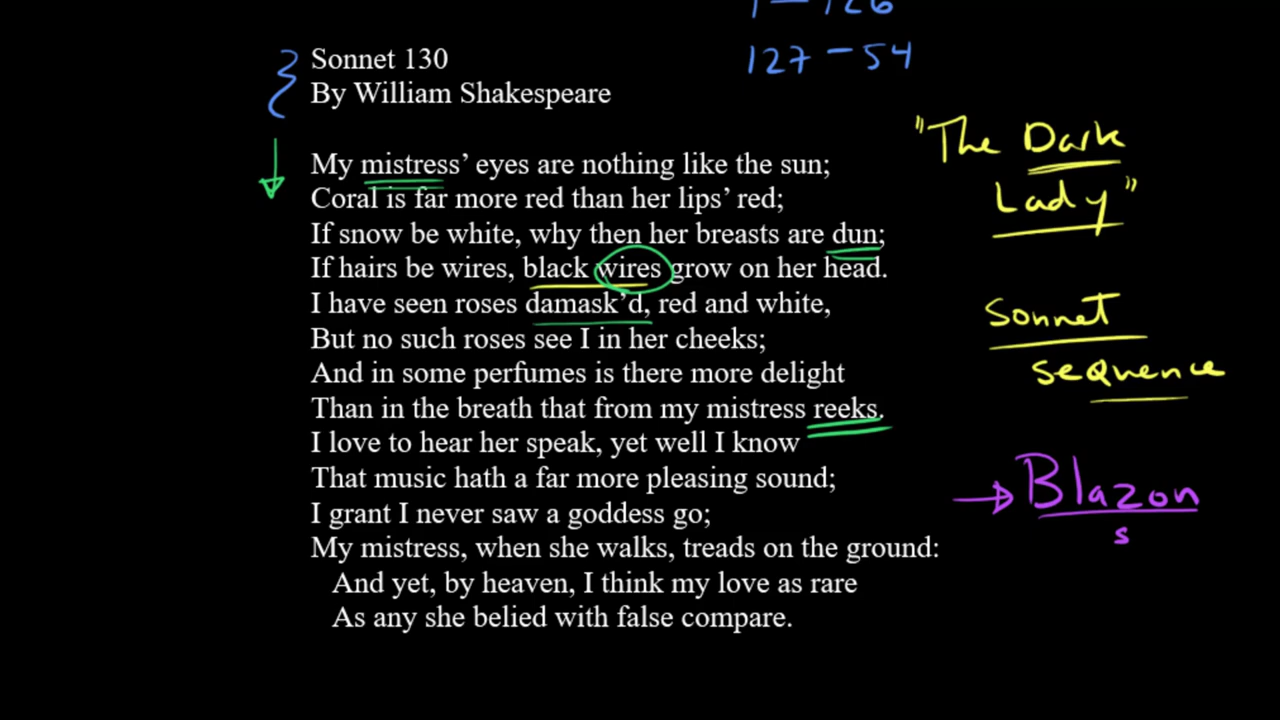 1 – 126
127 – 54
Sonnet 130
By William Shakespeare
My mistress’ eyes are nothing like the sun;
Coral is far more red than her lips’ red;
If snow be white, why then her breasts are dun;
If hairs be wires, black wires grow on her head.
I have seen roses damask’d, red and white,
But no such roses see I in her cheeks;
And in some perfumes is there more delight
Than in the breath that from my mistress reeks.
I love to hear her speak, yet well I know
That music hath a far more pleasing sound;
I grant I never saw a goddess go;
My mistress, when she walks, treads on the ground:
And yet, by heaven, I think my love as rare
As any she belied with false compare.
"The Dark
Lady"
Sonnet
sequence
Blazon
s